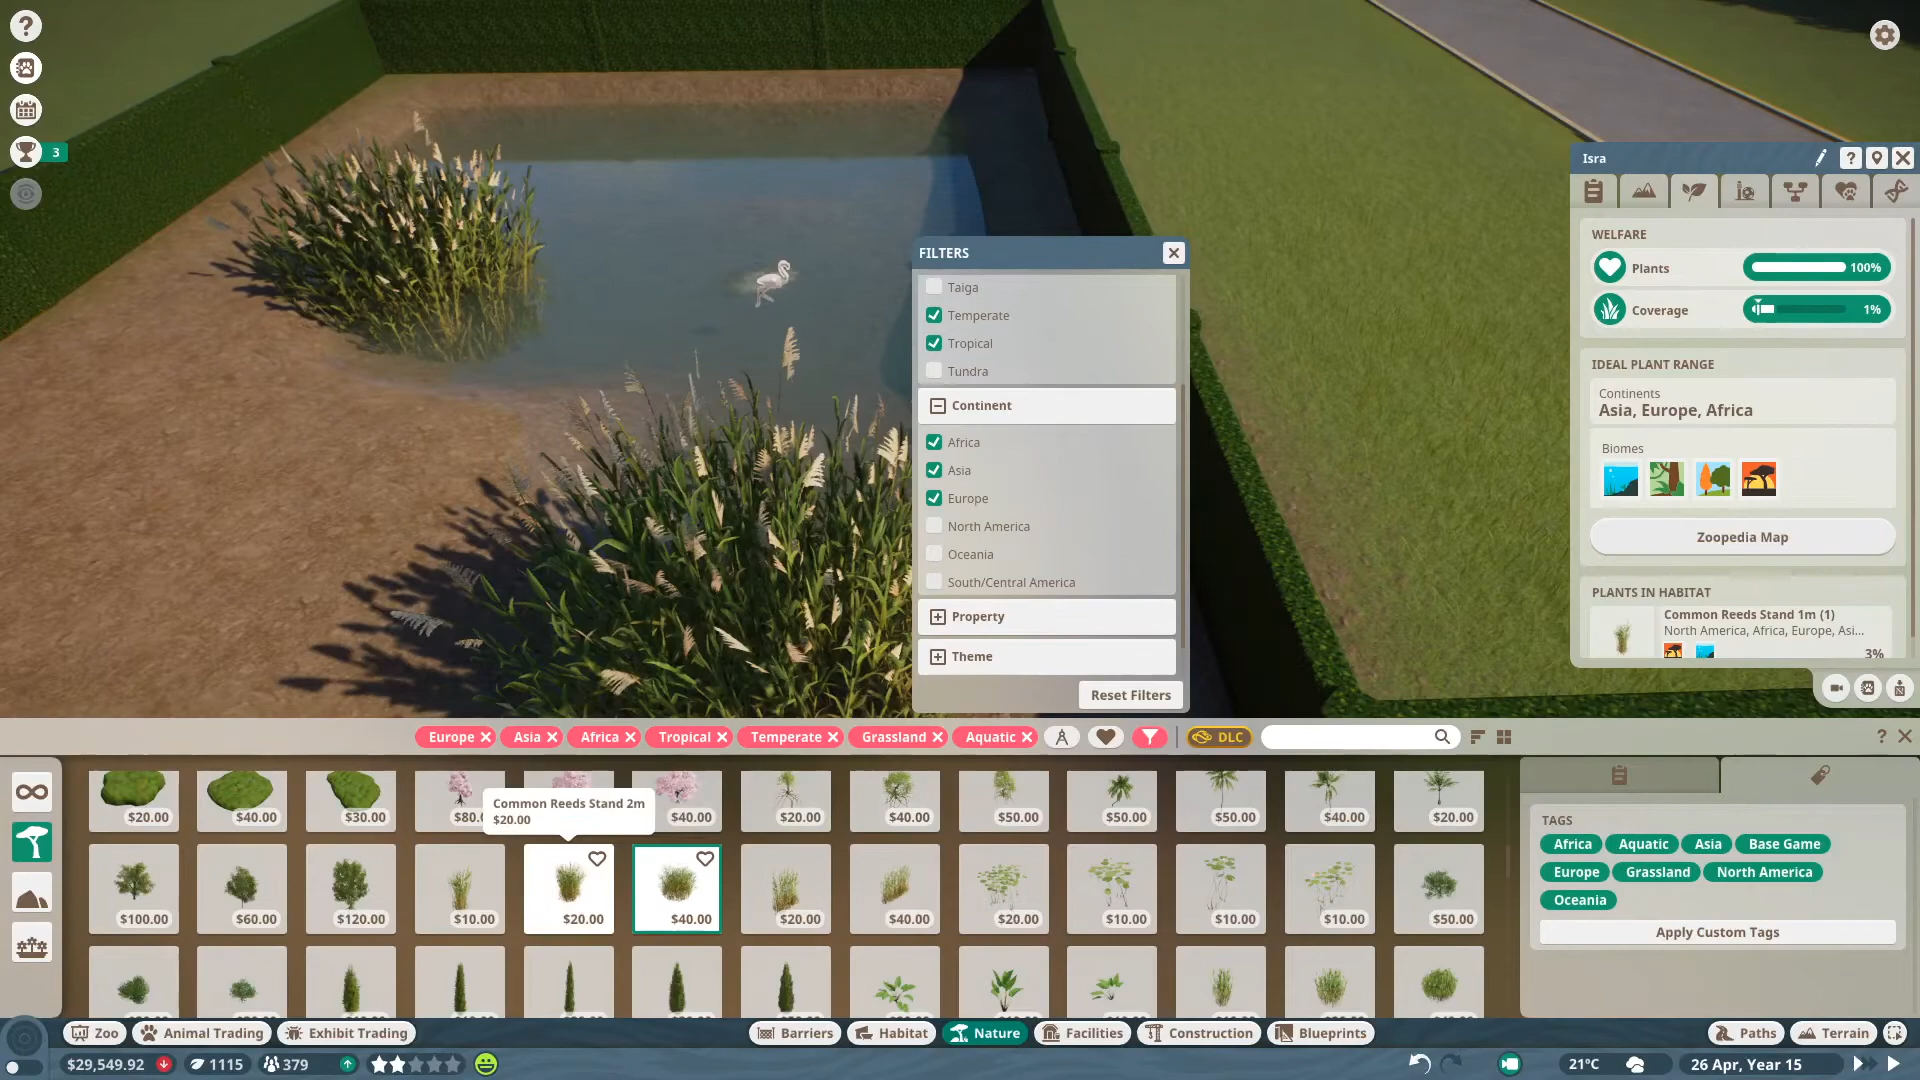 ?
3
Isra
?
WELFARE
Plants
100%
Coverage
1%
IDEAL PLANT RANGE
Continents
Asia, Europe, Africa
Biomes
Zoopedia Map
PLANTS IN HABITAT
Common Reeds Stand 1m (1)
North America, Africa, Europe, Asi...
3%
FILTERS
Taiga
Temperate
Tropical
Tundra
Continent
Africa
Asia
Europe
North America
Oceania
South/Central America
Property
Theme
Reset Filters
Europe
Asia
Africa
Tropical
Temperate
Grassland
Aquatic
DLC
?
Common Reeds Stand 2m
$20.00
$20.00
$40.00
$30.00
$80.
$40.00
$20.00
$40.00
$50.00
$50.00
$50.00
$40.00
$20.00
$100.00
$60.00
$120.00
$10.00
$20.00
$40.00
$20.00
$40.00
$20.00
$10.00
$10.00
$10.00
$50.00
TAGS
Africa
Aquatic
Asia
Base Game
Europe
Grassland
North America
Oceania
Apply Custom Tags
Zoo
Animal Trading
Exhibit Trading
Barriers
Habitat
Nature
Facilities
Construction
Blueprints
Paths
Terrain
$29,549.92
1115
379
21°C
26 Apr, Year 15